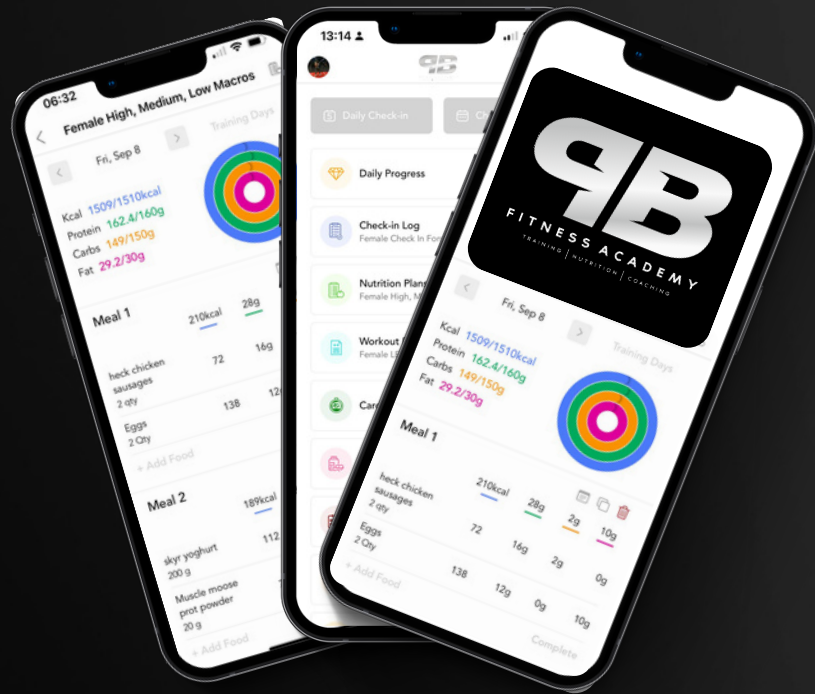 06:32
Female High, Medium, Low Macros
Fri, Sep 8
Training Days
Kcal 1509/1510kcal
Protein 162.4/160g
Carbs 149/150g
Fat 29.2/30g
Meal 1
210kcal 28g
heck chicken
sausages
2 qty
72 16g
Eggs
2 Qty
138
+ Add Food
Meal 2
189kcal
skyr yoghurt
200 g
112
Muscle moose
prot powder
20 g
+ Add Food
13:14
PB
Daily Check-in
Daily Progress
Check-in Log
Female Check In
Nutrition
Female High,
Workout
Female
PB
FITNESS ACADEMY
TRAINING | NUTRITION | COACHING
Fri, Sep 8
Training Days
Kcal 1509/1510kcal
Protein 162.4/160g
Carbs 149/150g
Fat 29.2/30g
Meal 1
210kcal 28g 2g 10g
heck chicken
sausages
2 qty
72 16g 2g 0g
Eggs
2 Qty
138 12g 0g 10g
+ Add Food
Complete